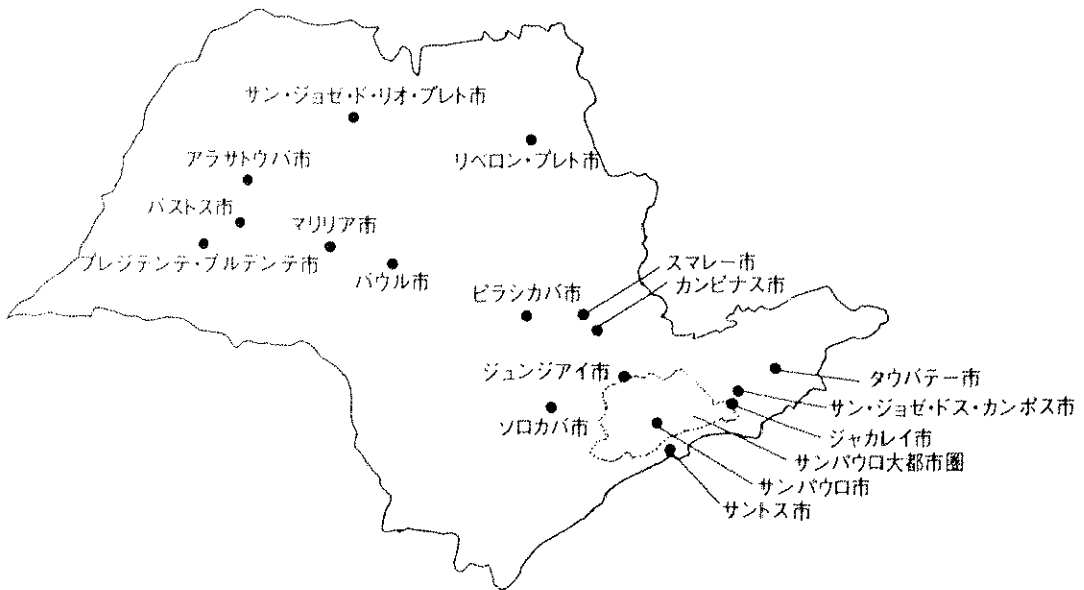 サン・ジョゼ・ド・リオ・プレト市
リベロン・プレト市
アラサトゥバ市
バストス市
マリリア市
プレジデンテ・プルデンテ市
バウル市
スマレー市
カンピナス市
ピラシカバ市
ジュンジアイ市
タウバテー市
サン・ジョゼ・ドス・カンポス市
ソロカバ市
ジャカレイ市
サンパウロ大都市圏
サンパウロ市
サントス市